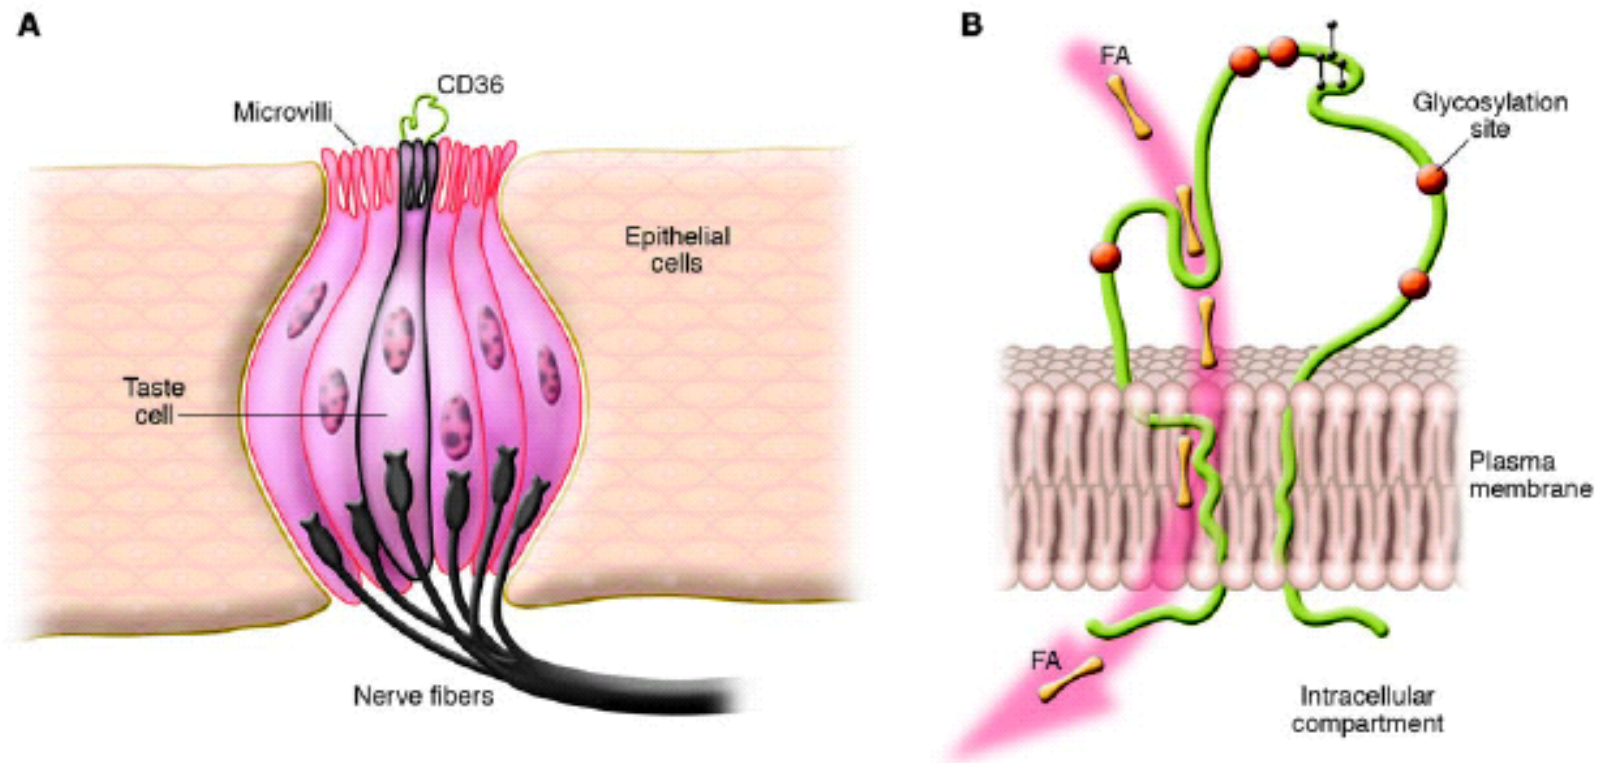 A
CD36
Microvilli
Epithelial
cells
Taste
cell
Nerve fibers
B
FA
Glycosylation
site
Plasma
membrane
FA
Intracellular
compartment